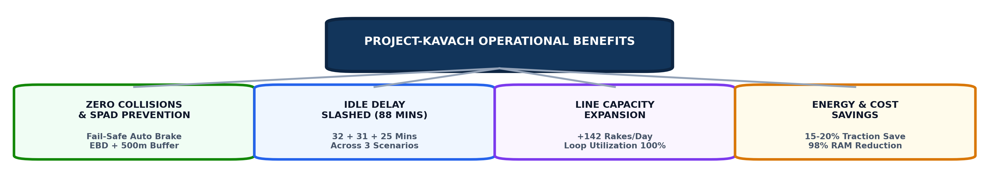 PROJECT-KAVACH OPERATIONAL BENEFITS
ZERO COLLISIONS
& SPAD PREVENTION
Fail-Safe Auto Brake
EBD + 500m Buffer
IDLE DELAY
SLASHED (88 MINS)
32 + 31 + 25 Mins
Across 3 Scenarios
LINE CAPACITY
EXPANSION
+142 Rakes/Day
Loop Utilization 100%
ENERGY & COST
SAVINGS
15-20% Traction Save
98% RAM Reduction